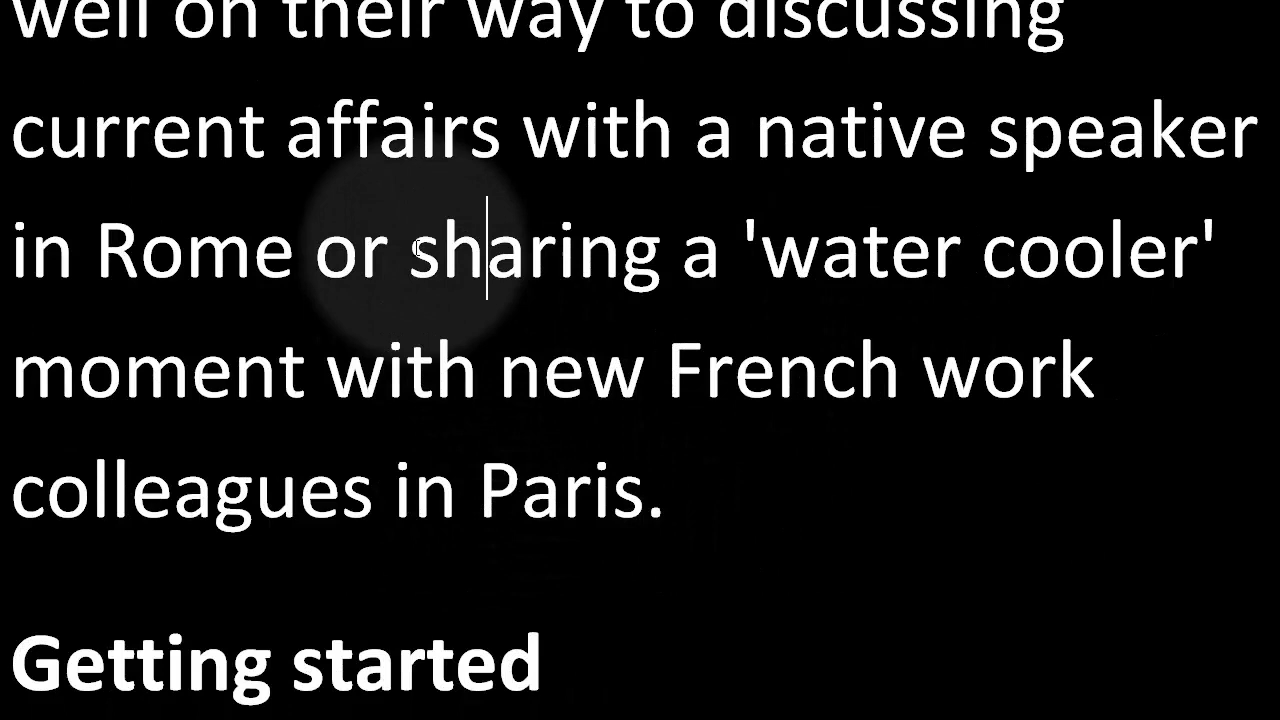 well on their way to discussing
current affairs with a native speaker
in Rome or sharing a 'water cooler'
moment with new French work
colleagues in Paris.
Getting started